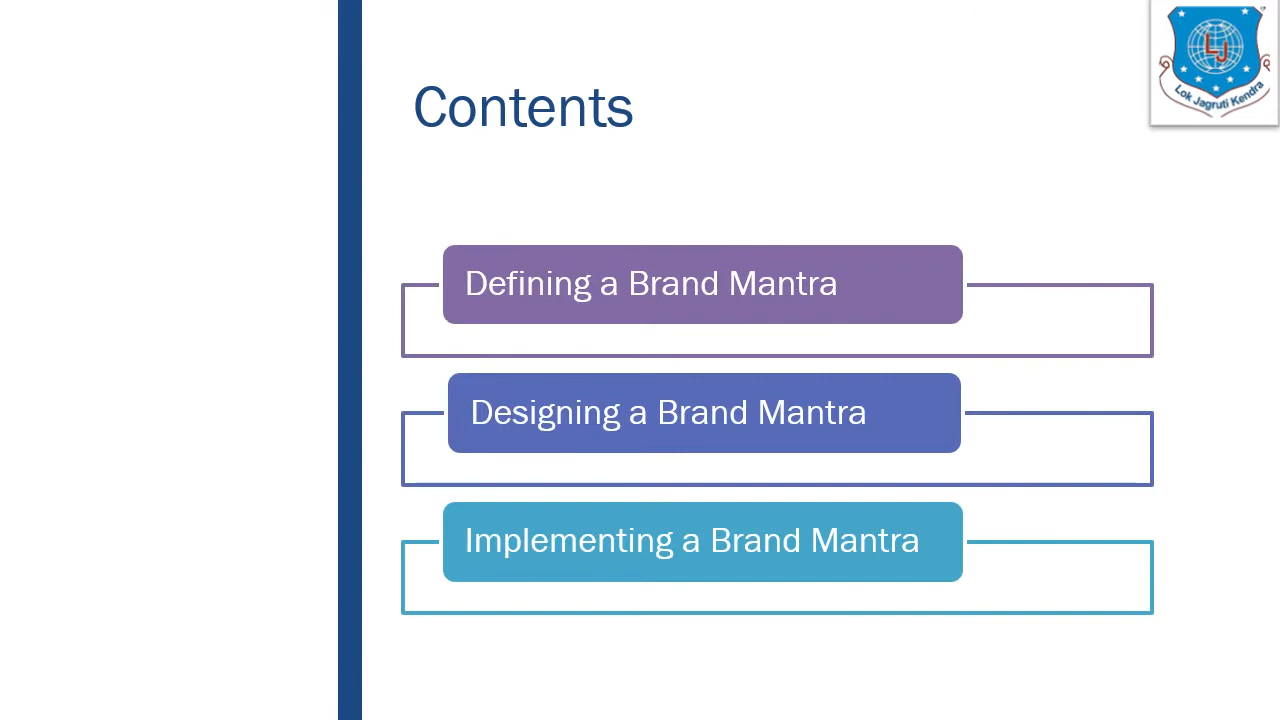 Contents
LJ
Lok Jagruti Kendra
Defining a Brand Mantra
Designing a Brand Mantra
Implementing a Brand Mantra